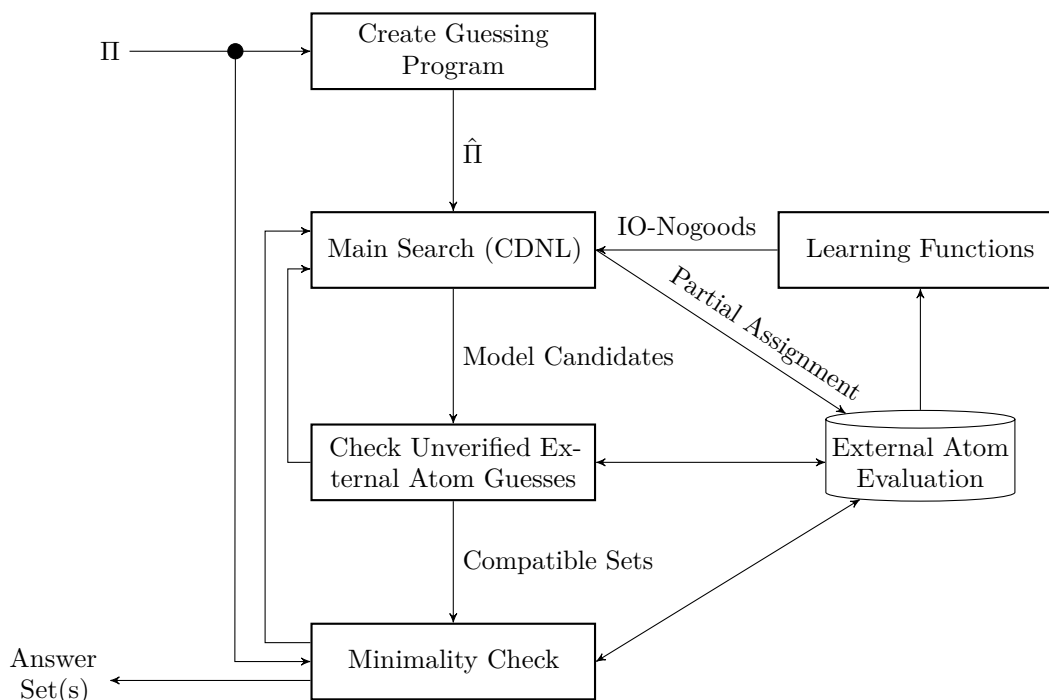 Create Guessing
Program
Π
Π̂
IO-Nogoods
Main Search (CDNL)
Learning Functions
Partial Assignment
Model Candidates
Check Unverified Ex-
ternal Atom Guesses
External Atom
Evaluation
Compatible Sets
Minimality Check
Answer
Set(s)